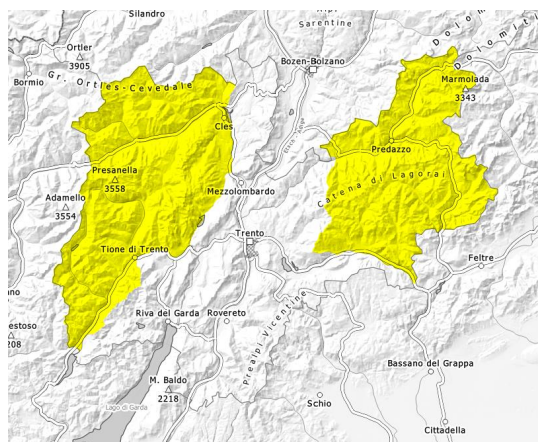 Silandro
Sarentine
Ortler
3905
Bormio
Gr. Ortles-Cevedale
Bozen-Bolzano
Dolomiti
Marmolada
3343
Cles
Predazzo
Presanella
3558
Mezzolombardo
Catena di Lagorai
Adamello
3554
Trento
Tione di Trento
Feltre
Riva del Garda
Rovereto
Prealpi Vicentine
estoso
208
M. Baldo
2218
Bassano del Grappa
Lago di Garda
Schio
Cittadella